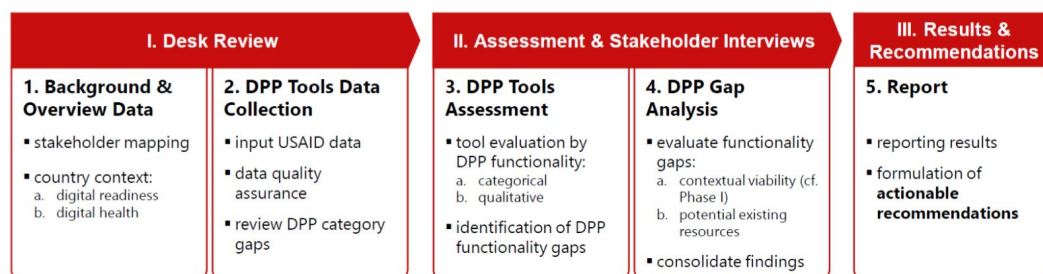 I. Desk Review
1. Background &
Overview Data
▪ stakeholder mapping
▪ country context:
a. digital readiness
b. digital health
2. DPP Tools Data
Collection
▪ input USAID data
▪ data quality
assurance
▪ review DPP category
gaps
II. Assessment & Stakeholder Interviews
3. DPP Tools
Assessment
▪ tool evaluation by
DPP functionality:
a. categorical
b. qualitative
▪ identification of DPP
functionality gaps
4. DPP Gap
Analysis
▪ evaluate functionality
gaps:
a. contextual viability (cf.
Phase I)
b. potential existing
resources
▪ consolidate findings
III. Results &
Recommendations
5. Report
▪ reporting results
▪ formulation of
actionable
recommendations